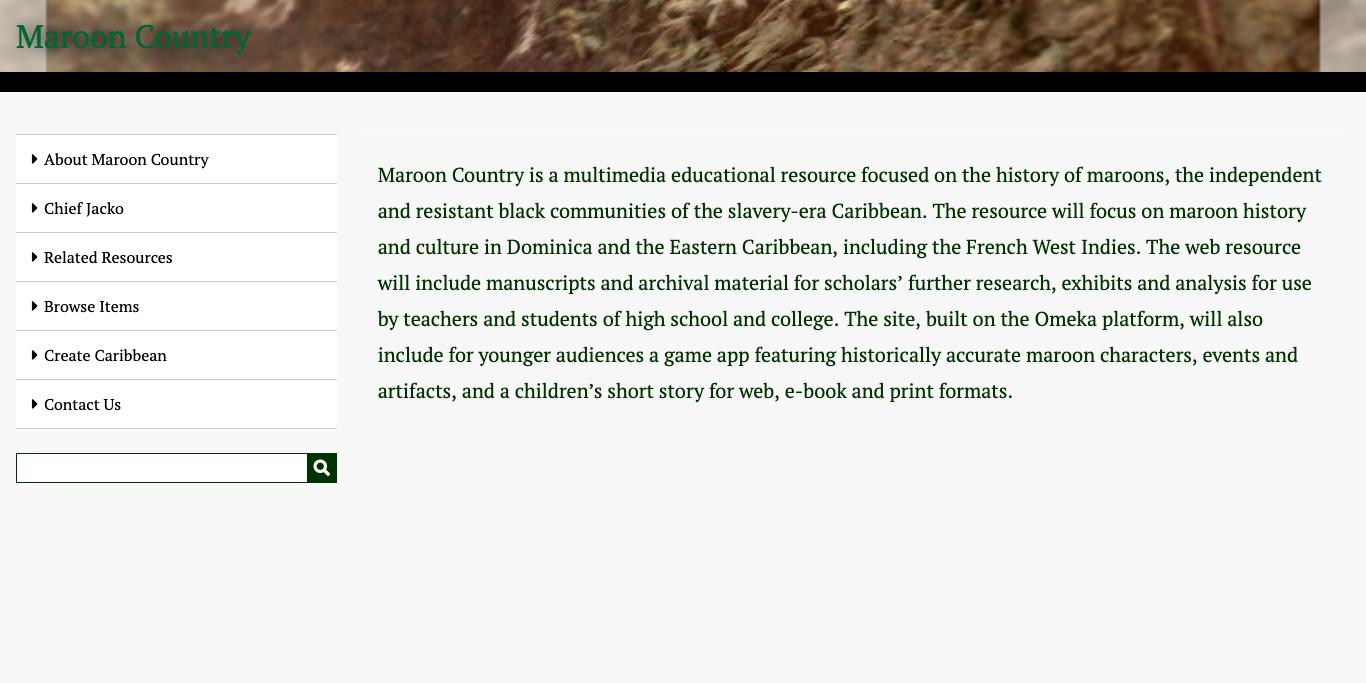 Maroon Country
About Maroon Country
Chief Jacko
Related Resources
Browse Items
Create Caribbean
Contact Us
Maroon Country is a multimedia educational resource focused on the history of maroons, the independent
and resistant black communities of the slavery-era Caribbean. The resource will focus on maroon history
and culture in Dominica and the Eastern Caribbean, including the French West Indies. The web resource
will include manuscripts and archival material for scholars’ further research, exhibits and analysis for use
by teachers and students of high school and college. The site, built on the Omeka platform, will also
include for younger audiences a game app featuring historically accurate maroon characters, events and
artifacts, and a children’s short story for web, e-book and print formats.